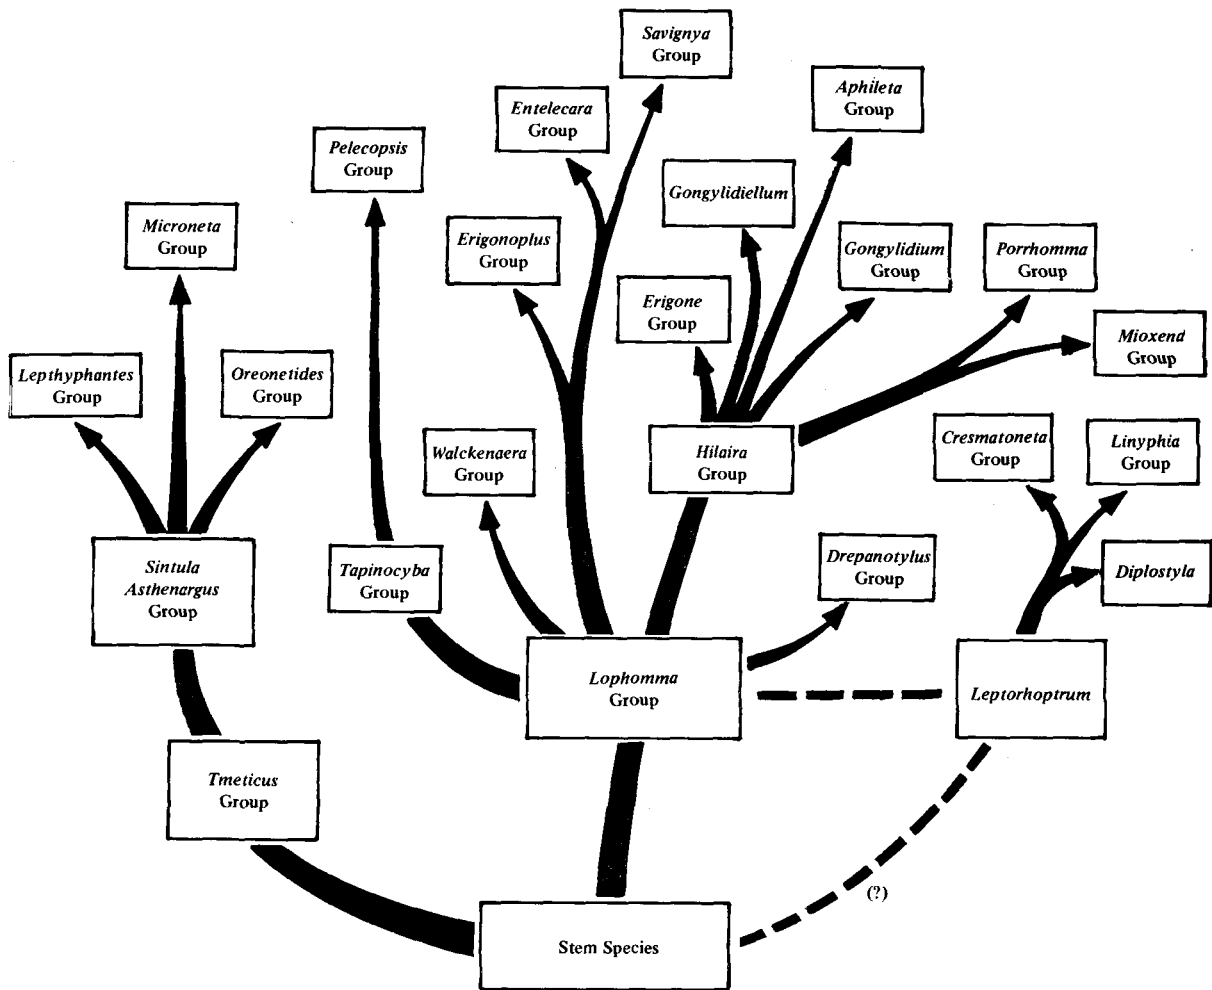 Savignya
Group
Entelecara
Group
Aphileta
Group
Pelecopsis
Group
Gongylidiellum
Microneta
Group
Erigonoplus
Group
Gongylidium
Group
Porrhomma
Group
Erigone
Group
Mioxend
Group
Lepthyphantes
Group
Oreonetides
Group
Walckenaera
Group
Hilaira
Group
Cresmatoneta
Group
Linyphia
Group
Sintula
Asthenargus
Group
Tapinocyba
Group
Drepanotylus
Group
Diplostyla
Lophomma
Group
Leptorhoptrum
Tmeticus
Group
(?)
Stem Species